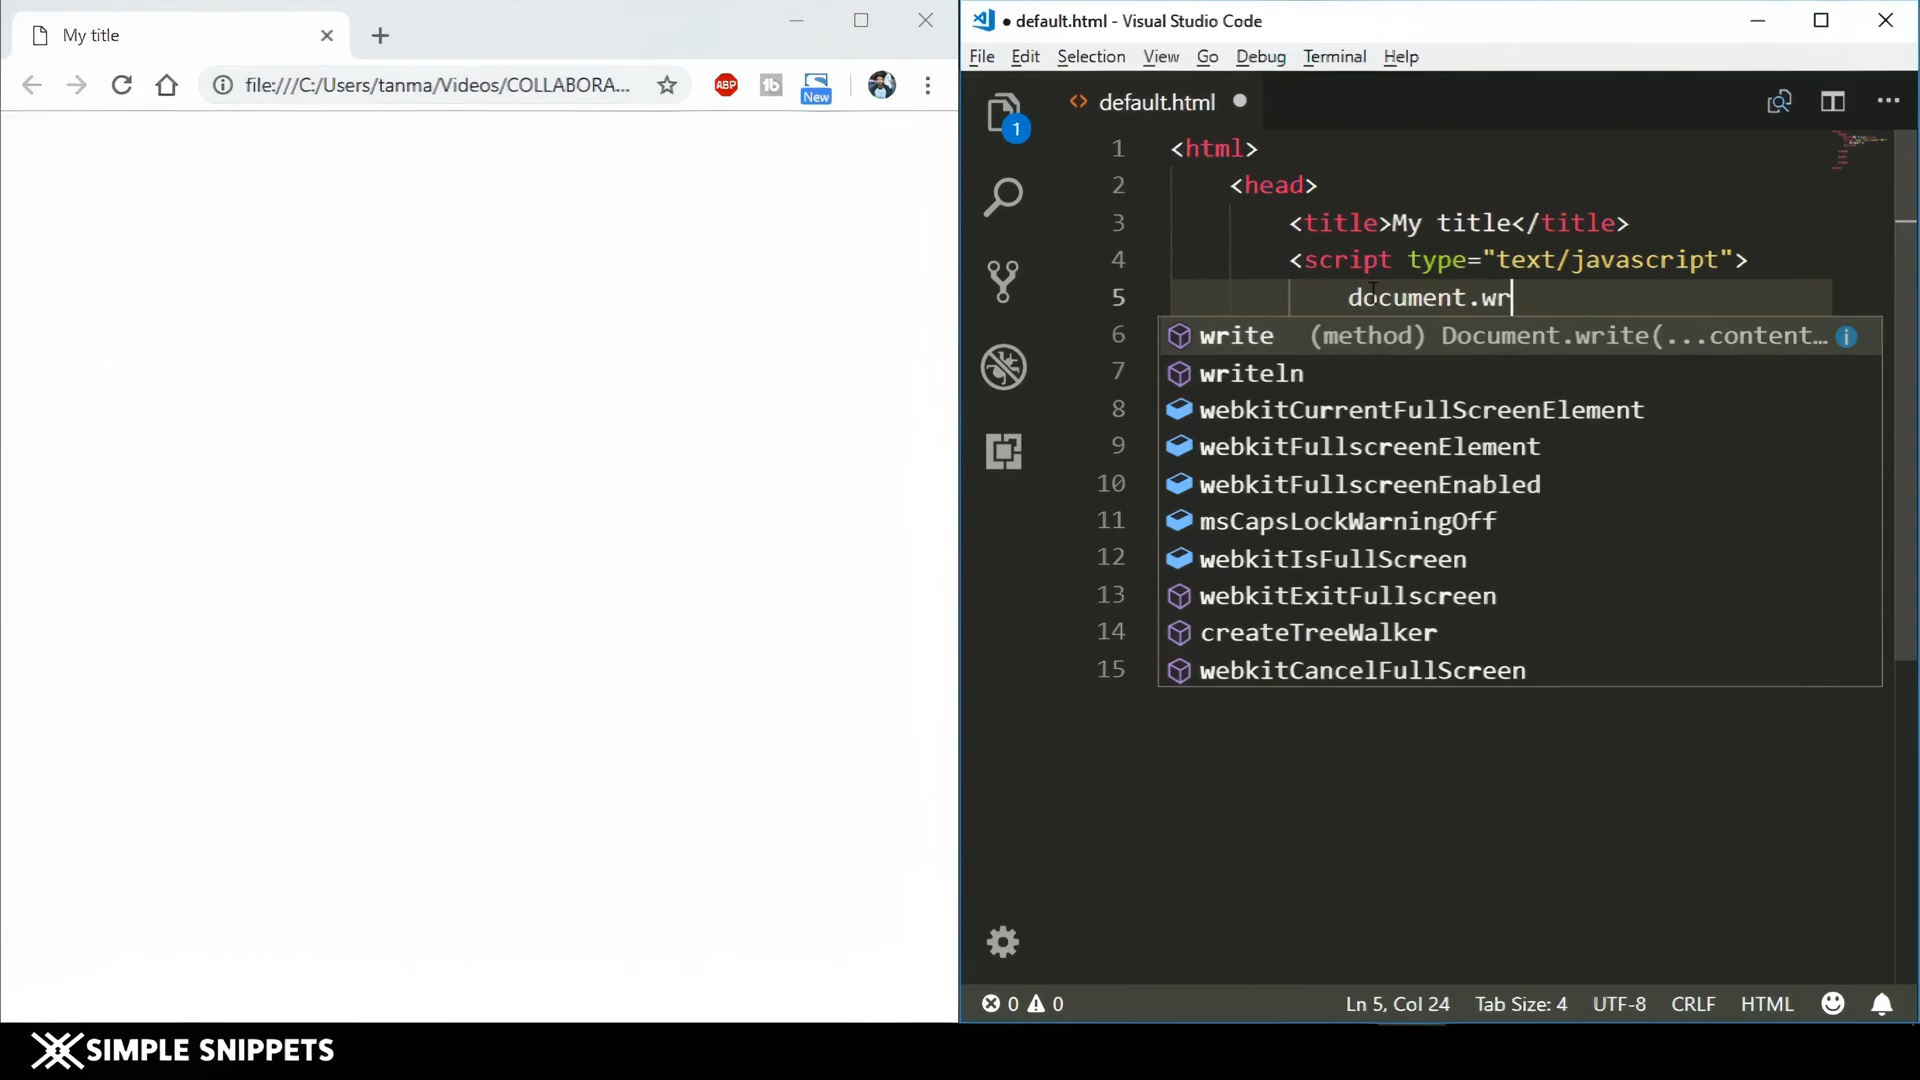 My title
file:///C:/Users/tanma/Videos/COLLABORA...
ABP
New
default.html - Visual Studio Code
File Edit Selection View Go Debug Terminal Help
1
default.html
1 <html>
2 <head>
3 <title>My title</title>
4 <script type="text/javascript">
5 document.wr
6 write (method) Document.write(...content...
7 writeln
8 webkitCurrentFullScreenElement
9 webkitFullscreenElement
10 webkitFullscreenEnabled
11 msCapsLockWarningOff
12 webkitIsFullScreen
13 webkitExitFullscreen
14 createTreeWalker
15 webkitCancelFullScreen
0 0 Ln 5, Col 24 Tab Size: 4 UTF-8 CRLF HTML
SIMPLE SNIPPETS